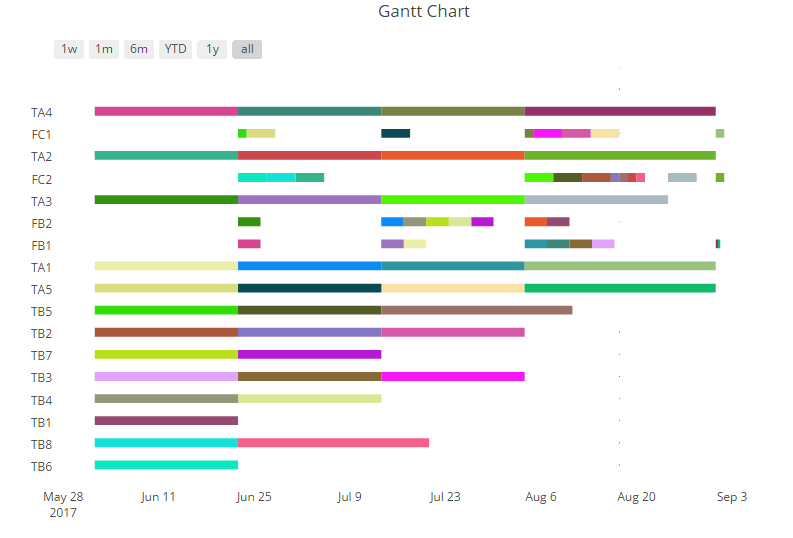 Gantt Chart
1w 1m 6m YTD 1y all
TA4
FC1
TA2
FC2
TA3
FB2
FB1
TA1
TA5
TB5
TB2
TB7
TB3
TB4
TB1
TB8
TB6
May 28 Jun 11 Jun 25 Jul 9 Jul 23 Aug 6 Aug 20 Sep 3
2017